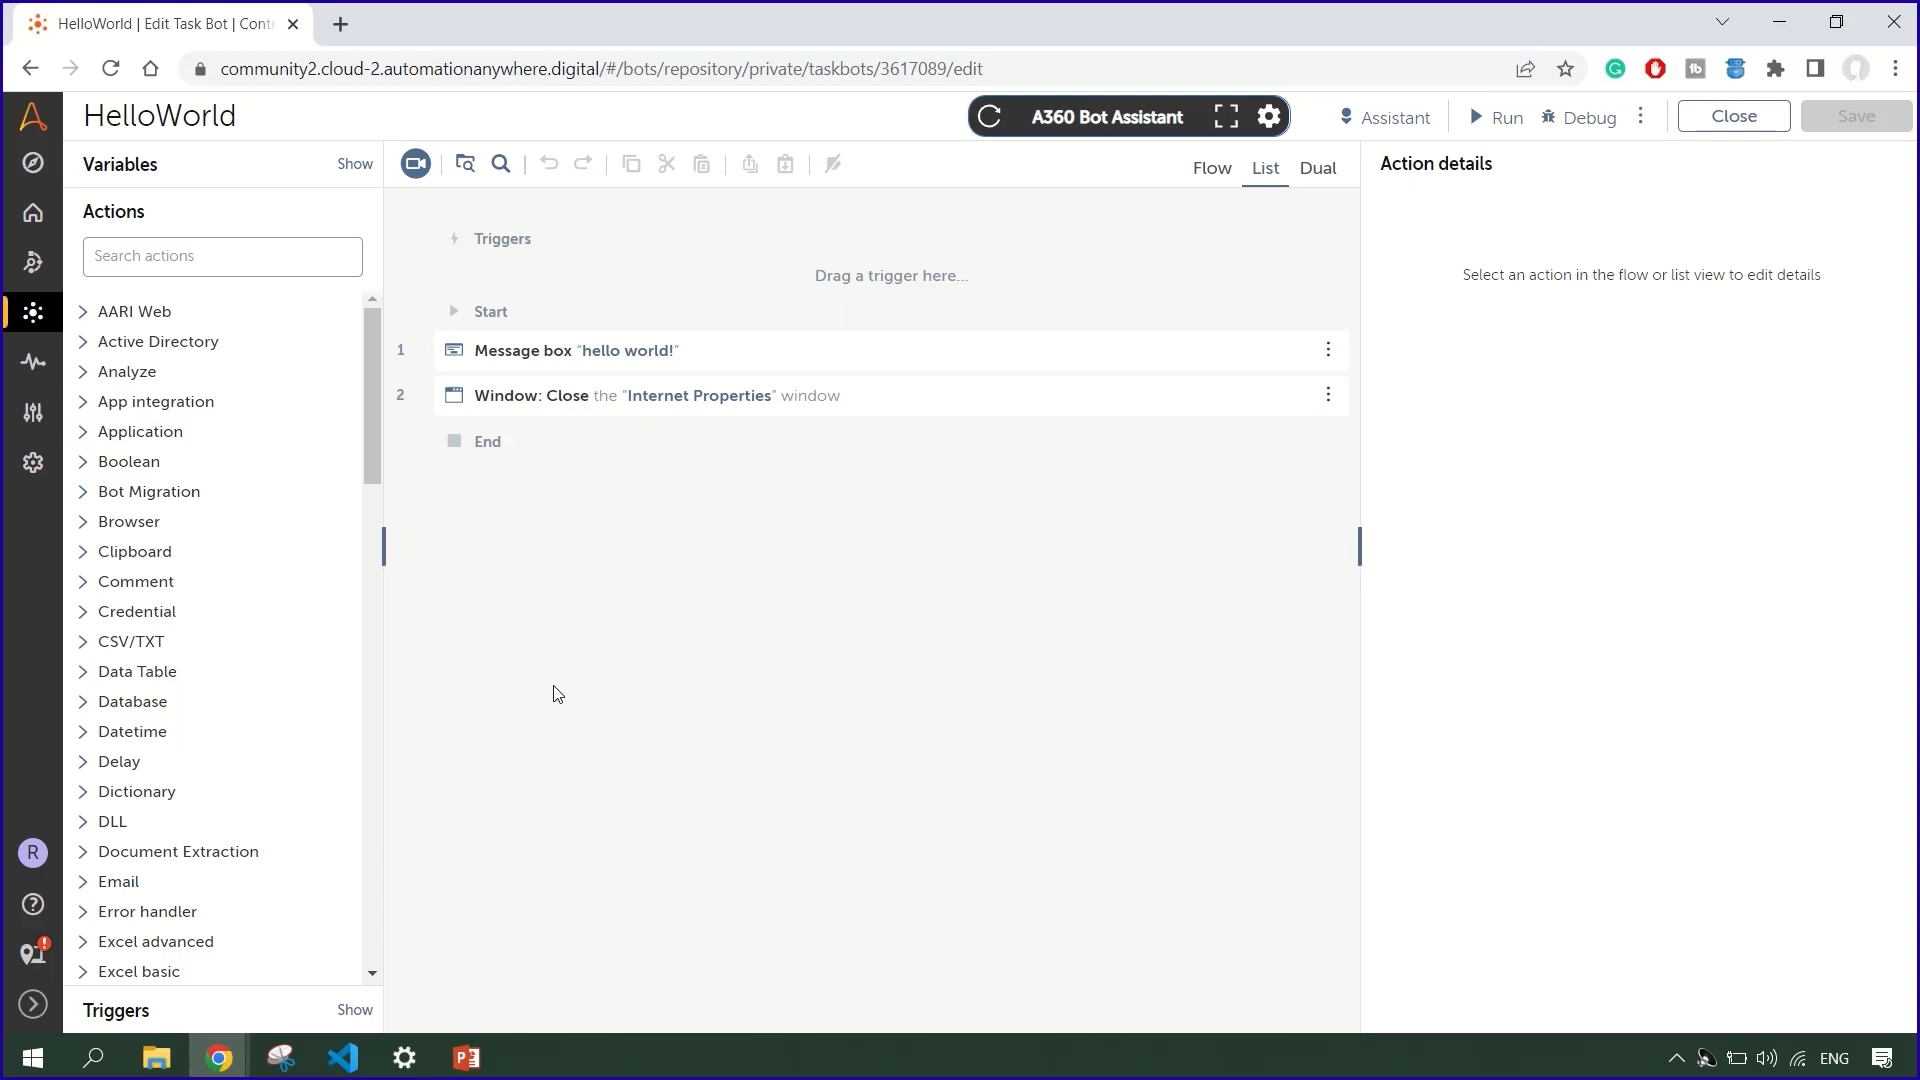 HelloWorld | Edit Task Bot | Cont
community2.cloud-2.automationanywhere.digital/#/bots/repository/private/taskbots/3617089/edit
HelloWorld
A360 Bot Assistant
Assistant
Run
Debug
Close
Save
Variables
Show
Flow
List
Dual
Action details
Actions
Search actions
AARI Web
Active Directory
Analyze
App integration
Application
Boolean
Bot Migration
Browser
Clipboard
Comment
Credential
CSV/TXT
Data Table
Database
Datetime
Delay
Dictionary
DLL
Document Extraction
Email
Error handler
Excel advanced
Excel basic
Triggers
Show
Triggers
Drag a trigger here...
Start
1 Message box “hello world!”
2 Window: Close the “Internet Properties” window
End
Select an action in the flow or list view to edit details
R
ENG